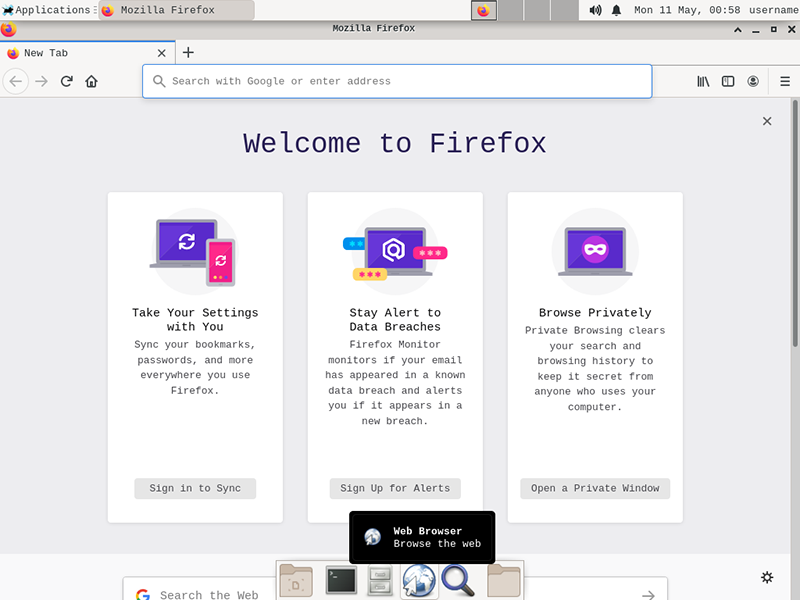 Applications
Mozilla Firefox
Mon 11 May, 00:58
username
Mozilla Firefox
New Tab
Search with Google or enter address
Welcome to Firefox
Take Your Settings
with You
Sync your bookmarks,
passwords, and more
everywhere you use
Firefox.
Sign in to Sync
Stay Alert to
Data Breaches
Firefox Monitor
monitors if your email
has appeared in a known
data breach and alerts
you if it appears in a
new breach.
Sign Up for Alerts
Browse Privately
Private Browsing clears
your search and
browsing history to
keep it secret from
anyone who uses your
computer.
Open a Private Window
Web Browser
Browse the web
Search the Web